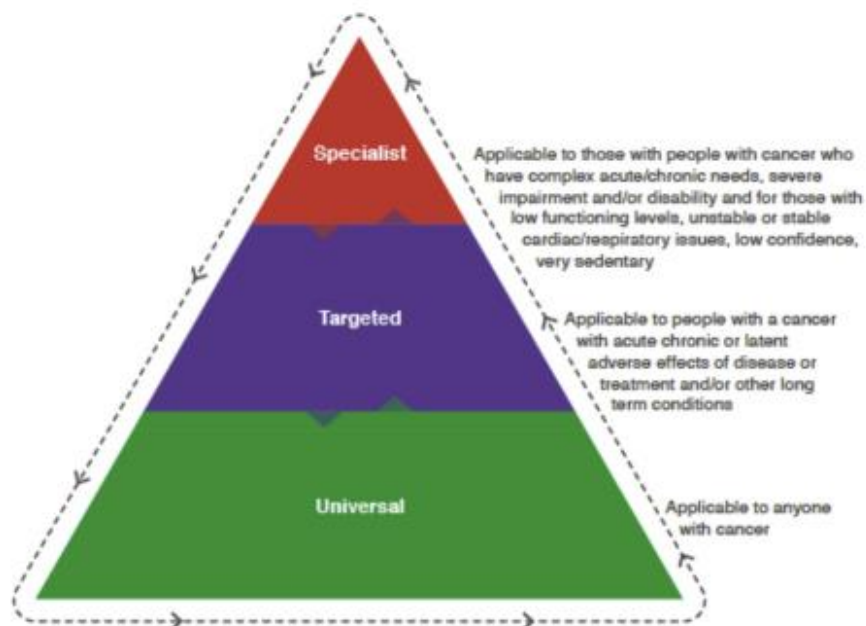 Specialist
Applicable to those with people with cancer who
have complex acute/chronic needs, severe
impairment and/or disability and for those with
low functioning levels, unstable or stable
cardiac/respiratory issues, low confidence,
very sedentary
Targeted
Applicable to people with a cancer
with acute chronic or latent
adverse effects of disease or
treatment and/or other long
term conditions
Universal
Applicable to anyone
with cancer